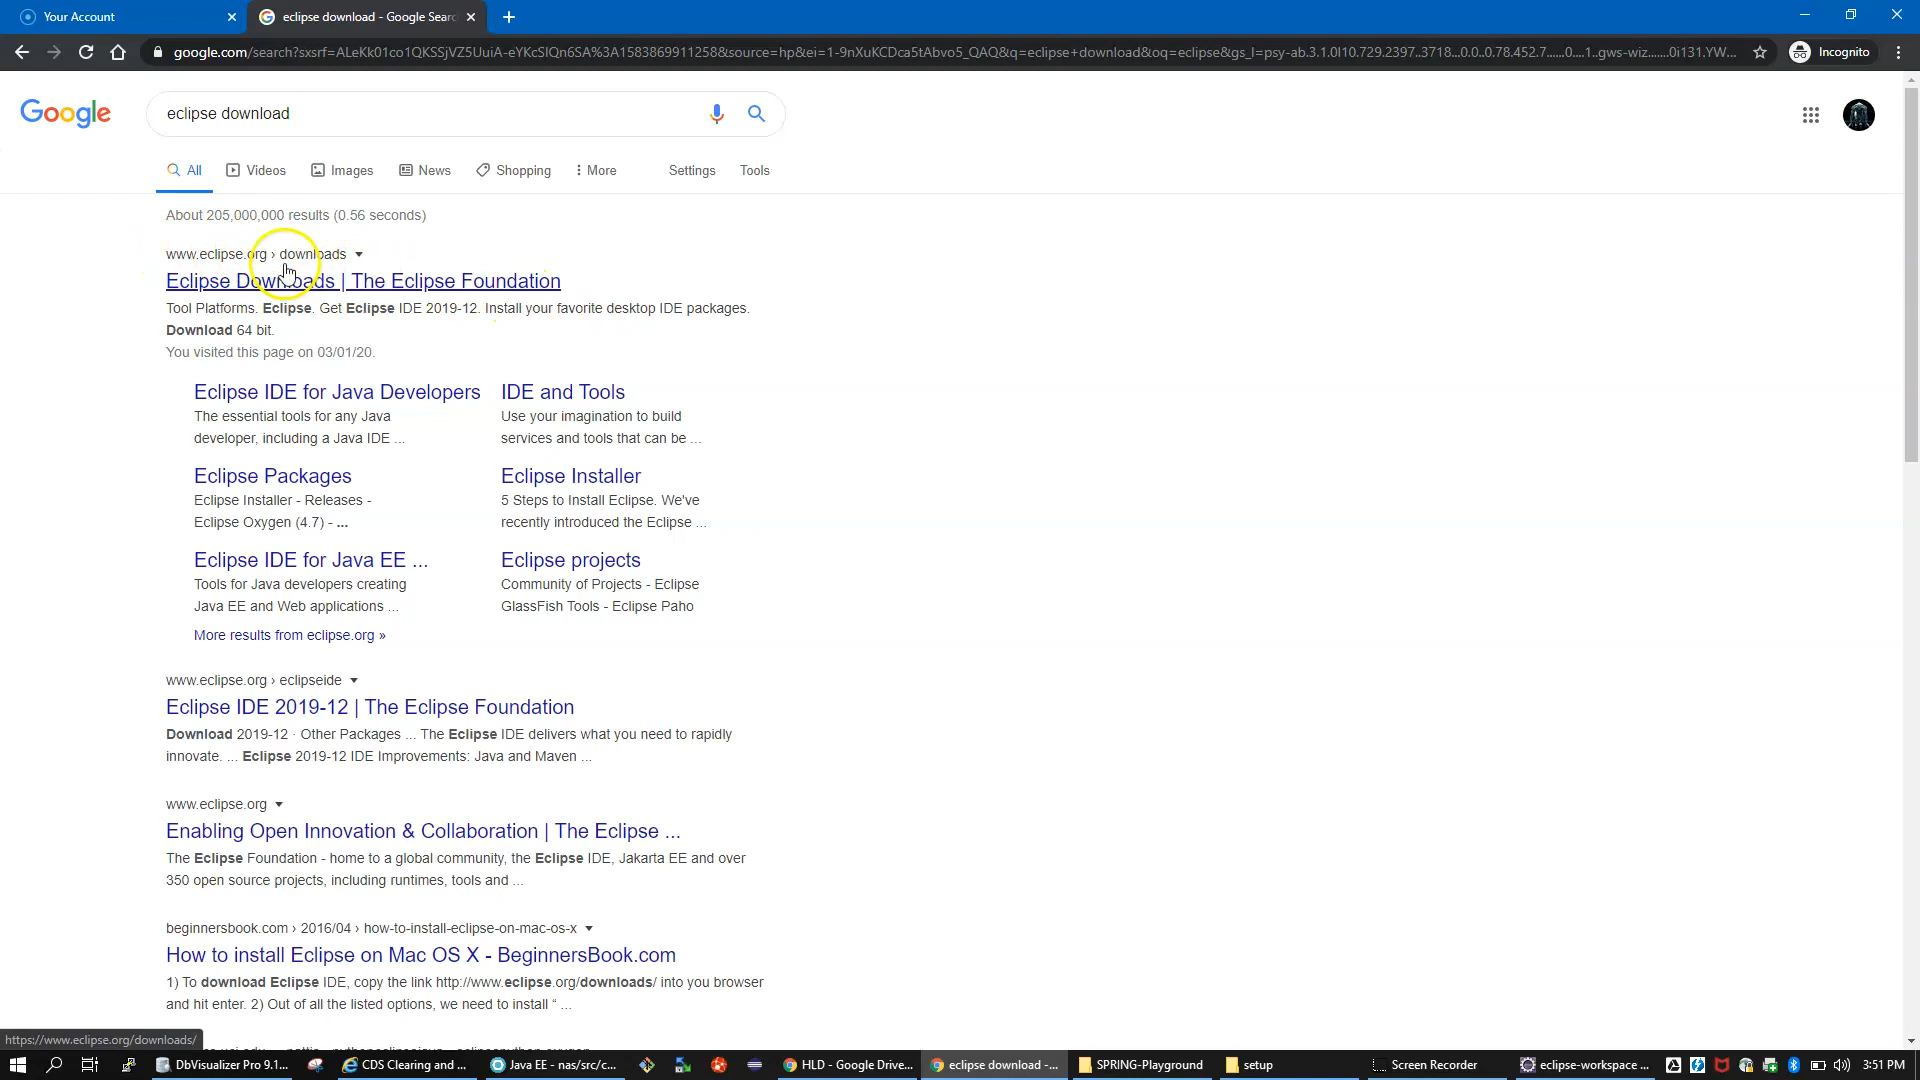 Your Account
eclipse download - Google Searc
google.com/search?sxsrf=ALeKk01co1QKSSjVZ5UuiA-eYKcSlQn6SA%3A1583869911258&source=hp&ei=1-9nXuKCDca5tAbvo5_QAQ&q=eclipse+download&oq=eclipse&gs_l=psy-ab.3.1.0l10.729.2397..3718...0.0..0.78.452.7......0....1..gws-wiz.......0i131.YW...
Incognito
Google
eclipse download
All
Videos
Images
News
Shopping
More
Settings
Tools
About 205,000,000 results (0.56 seconds)
www.eclipse.org › downloads
Eclipse Downloads | The Eclipse Foundation
Tool Platforms. Eclipse. Get Eclipse IDE 2019-12. Install your favorite desktop IDE packages.
Download 64 bit.
You visited this page on 03/01/20.
Eclipse IDE for Java Developers
The essential tools for any Java
developer, including a Java IDE ...
IDE and Tools
Use your imagination to build
services and tools that can be ...
Eclipse Packages
Eclipse Installer - Releases -
Eclipse Oxygen (4.7) - ...
Eclipse Installer
5 Steps to Install Eclipse. We've
recently introduced the Eclipse ...
Eclipse IDE for Java EE ...
Tools for Java developers creating
Java EE and Web applications ...
Eclipse projects
Community of Projects - Eclipse
GlassFish Tools - Eclipse Paho
More results from eclipse.org »
www.eclipse.org › eclipseide
Eclipse IDE 2019-12 | The Eclipse Foundation
Download 2019-12 · Other Packages ... The Eclipse IDE delivers what you need to rapidly
innovate. ... Eclipse 2019-12 IDE Improvements: Java and Maven ...
www.eclipse.org
Enabling Open Innovation & Collaboration | The Eclipse ...
The Eclipse Foundation - home to a global community, the Eclipse IDE, Jakarta EE and over
350 open source projects, including runtimes, tools and ...
beginnersbook.com › 2016/04 › how-to-install-eclipse-on-mac-os-x
How to install Eclipse on Mac OS X - BeginnersBook.com
1) To download Eclipse IDE, copy the link http://www.eclipse.org/downloads/ into you browser
and hit enter. 2) Out of all the listed options, we need to install “ ...
https://www.eclipse.org/downloads/
DbVisualizer Pro 9.1...
CDS Clearing and ...
Java EE - nas/src/c...
HLD - Google Drive...
eclipse download -...
SPRING-Playground
setup
Screen Recorder
eclipse-workspace ...
3:51 PM